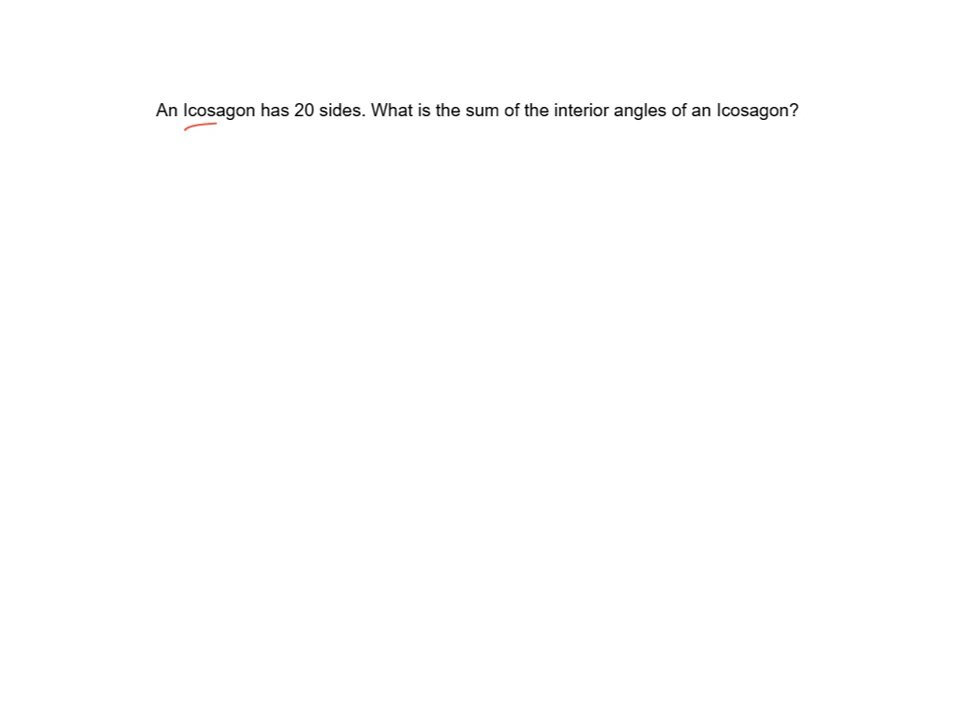 An Icosagon has 20 sides. What is the sum of the interior angles of an Icosagon?